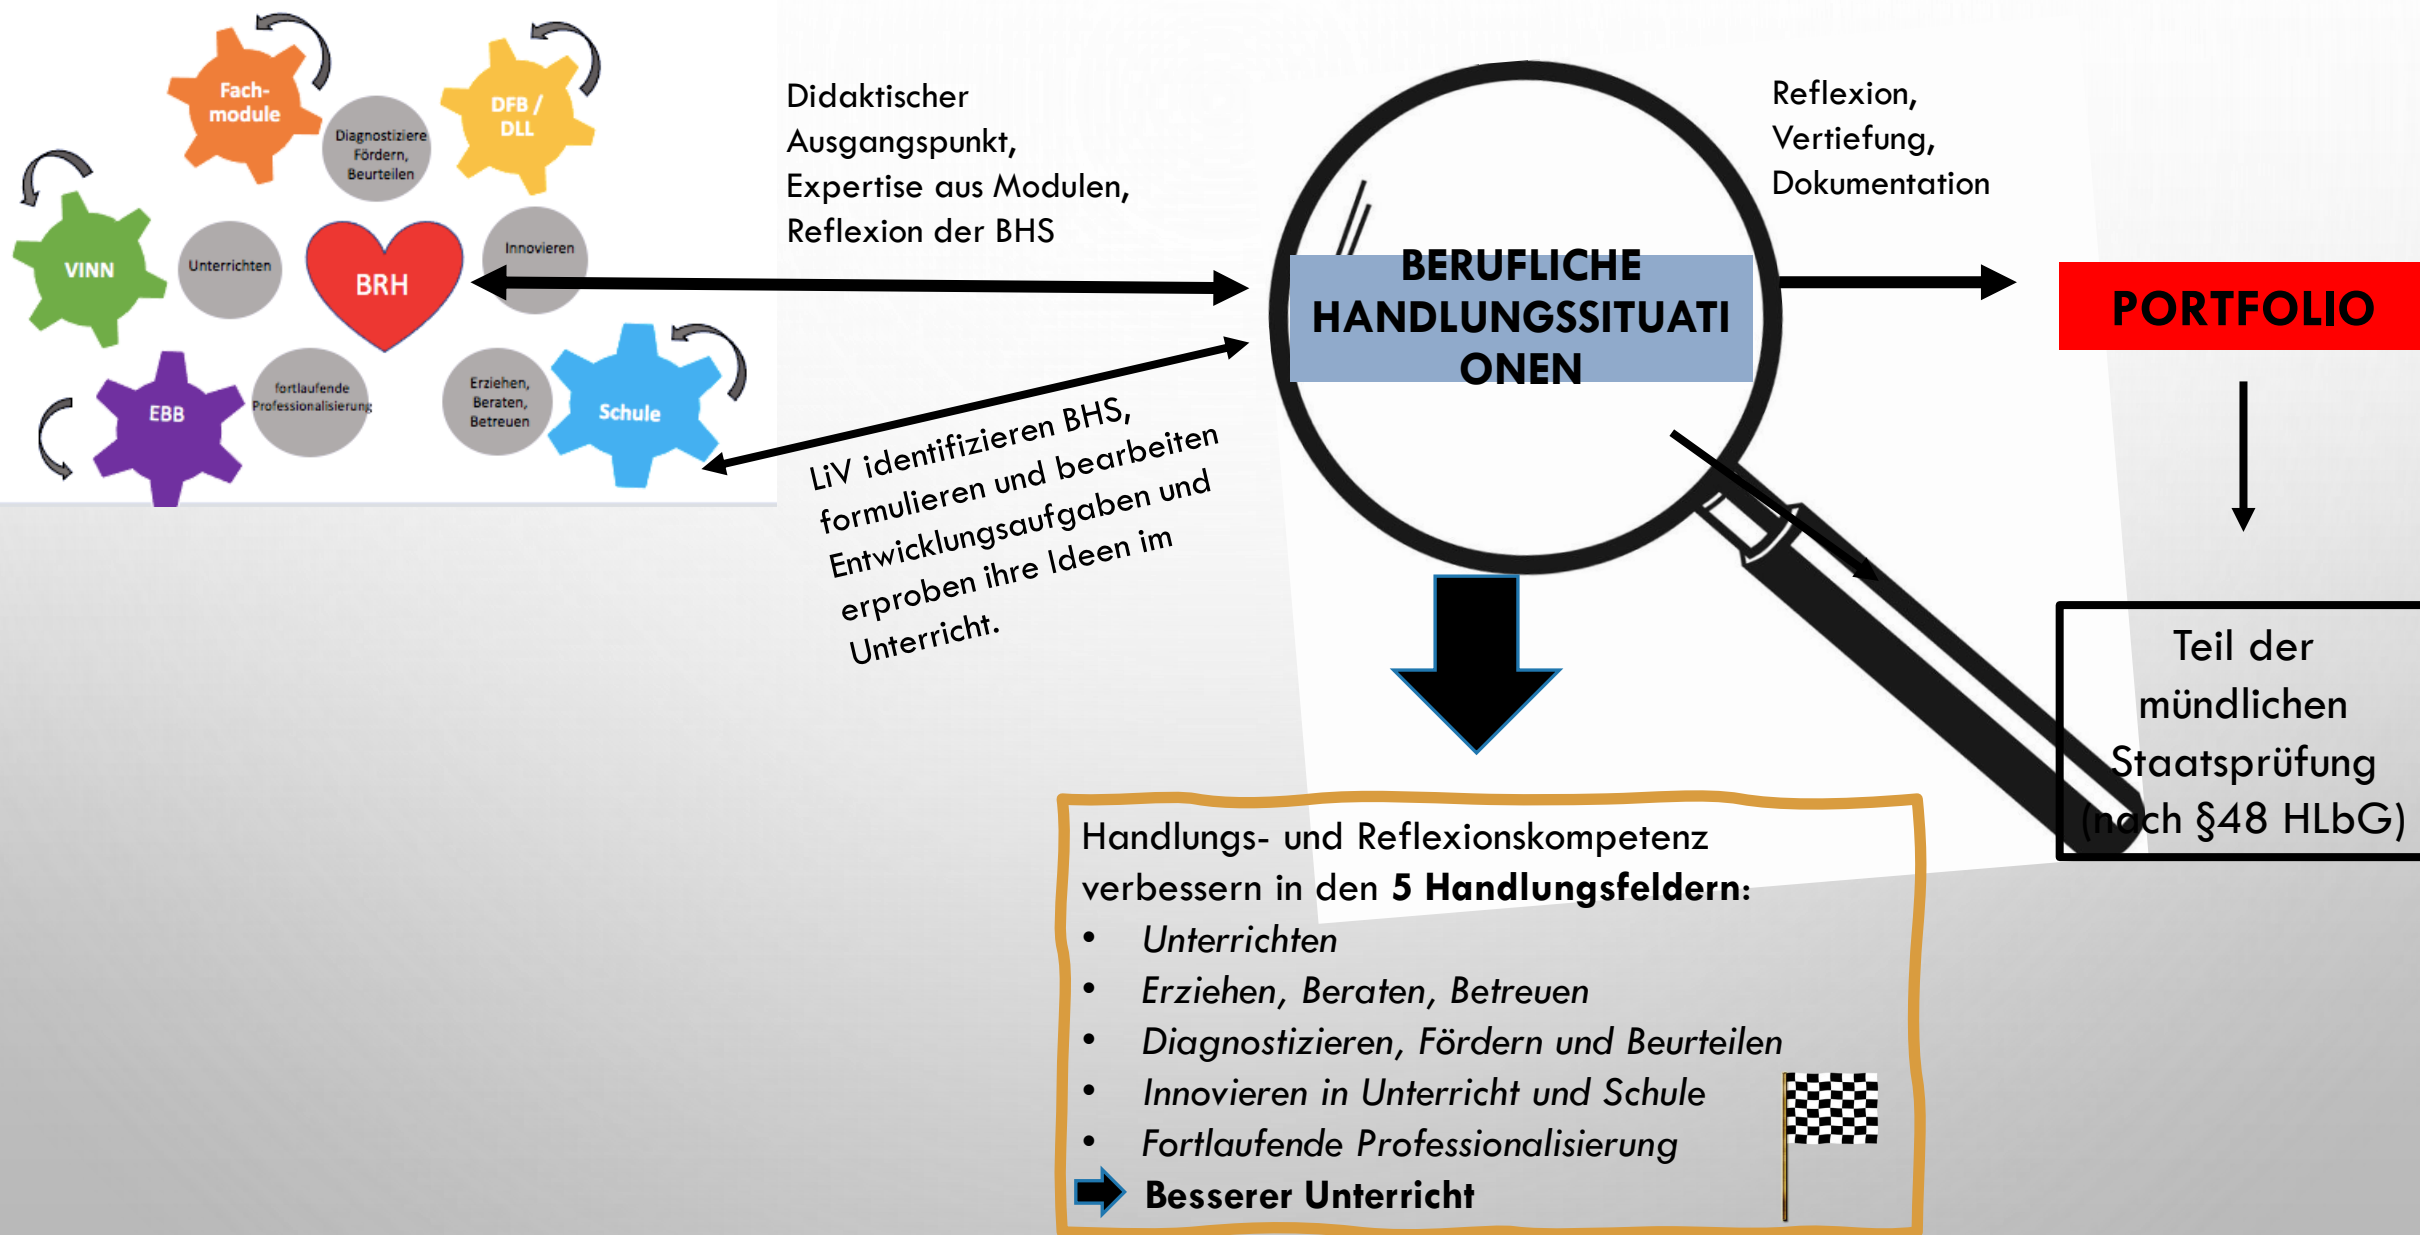 Fach-
module
DFB /
DLL
Diagnostiziere
Fördern,
Beurteilen
VINN
Unterrichten
BRH
Innovieren
EBB
fortlaufende
Professionalisierung
Erziehen,
Beraten,
Betreuen
Schule
Didaktischer
Ausgangspunkt,
Expertise aus Modulen,
Reflexion der BHS
LiV identifizieren BHS,
formulieren und bearbeiten
Entwicklungsaufgaben und
erproben ihre Ideen im
Unterricht.
BERUFLICHE
HANDLUNGSSITUATI
ONEN
Reflexion,
Vertiefung,
Dokumentation
PORTFOLIO
Teil der
mündlichen
Staatsprüfung
(nach §48 HLbG)
Handlungs- und Reflexionskompetenz
verbessern in den 5 Handlungsfeldern:
• Unterrichten
• Erziehen, Beraten, Betreuen
• Diagnostizieren, Fördern und Beurteilen
• Innovieren in Unterricht und Schule
• Fortlaufende Professionalisierung
Besserer Unterricht